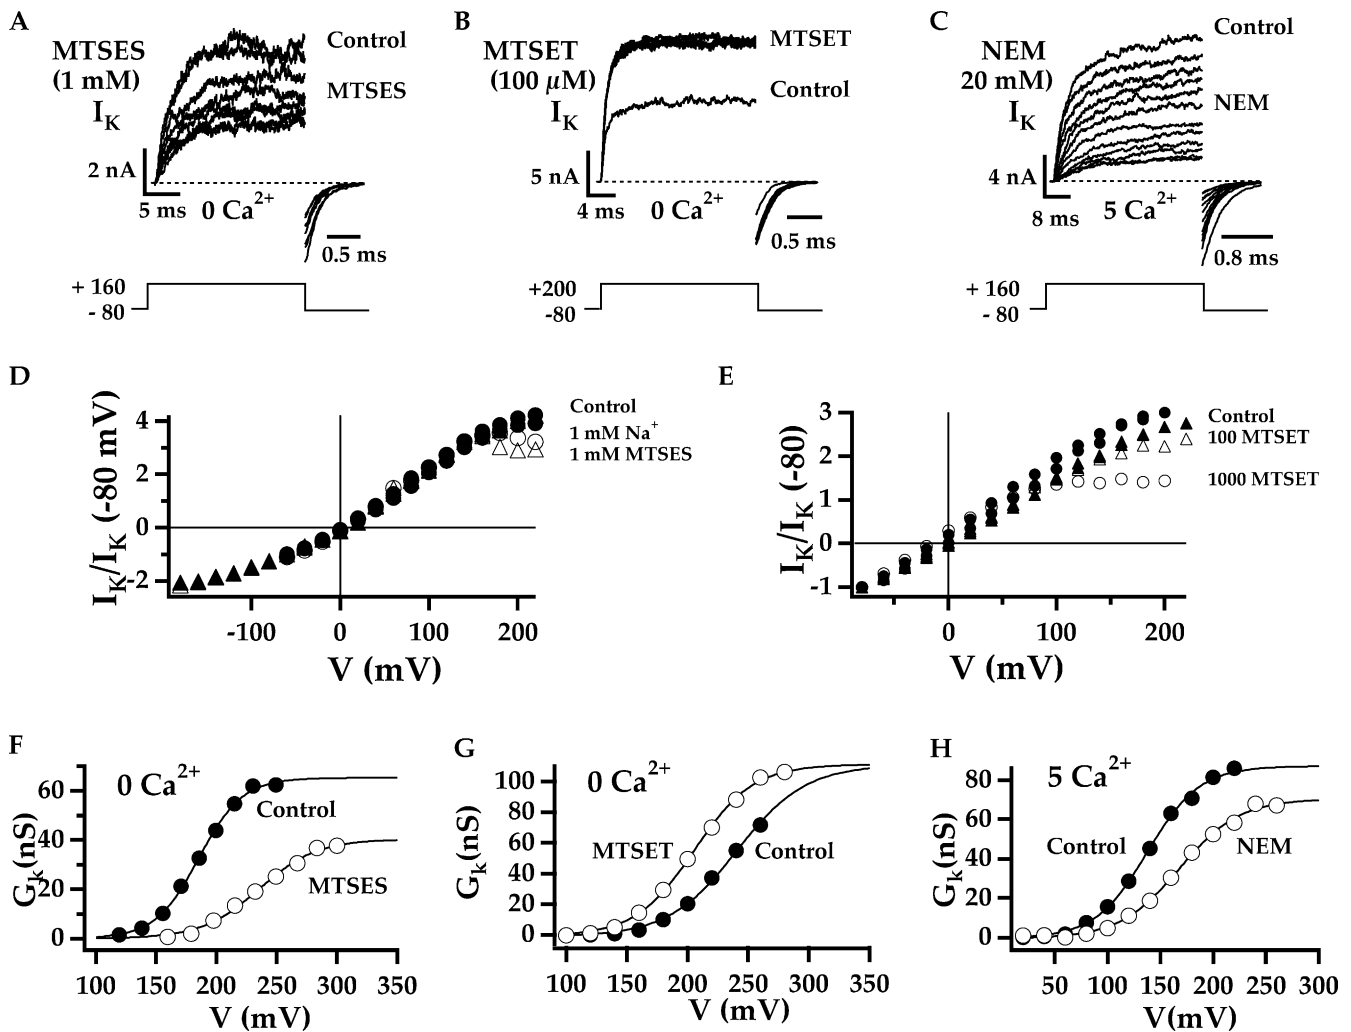 A
MTSES
(1 mM)
I_K
Control
MTSES
2 nA
5 ms
0 Ca²⁺
0.5 ms
+ 160
- 80
B
MTSET
(100 µM)
I_K
MTSET
Control
5 nA
4 ms
0 Ca²⁺
0.5 ms
+200
-80
C
NEM
20 mM)
I_K
Control
NEM
4 nA
8 ms
5 Ca²⁺
0.8 ms
+ 160
- 80
D
I_K/I_K (-80 mV)
4
2
0
-2
-100
0
100
200
V (mV)
Control
1 mM Na⁺
1 mM MTSES
E
I_K/I_K (-80)
3
2
1
0
-1
0
100
200
V (mV)
Control
100 MTSET
1000 MTSET
F
0 Ca²⁺
G_k(nS)
60
40
20
0
Control
MTSES
100
150
200
250
300
350
V (mV)
G
0 Ca²⁺
G_k(nS)
100
80
60
40
20
0
MTSET
Control
100
150
200
250
300
350
V (mV)
H
5 Ca²⁺
G_k(nS)
80
60
40
20
0
Control
NEM
50
100
150
200
250
300
V(mV)